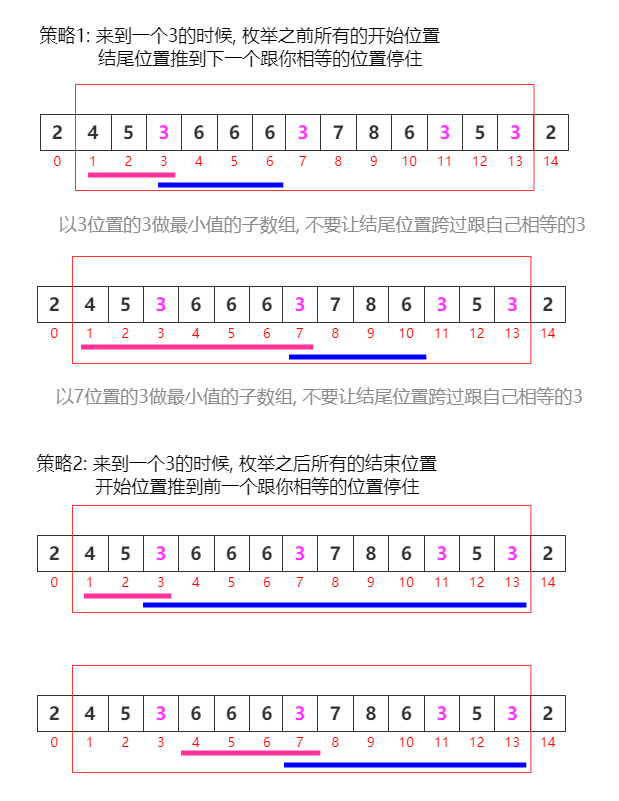 策略1: 来到一个3的时候, 枚举之前所有的开始位置
结尾位置推到下一个跟你相等的位置停住
2 4 5 3 6 6 6 3 7 8 6 3 5 3 2
0 1 2 3 4 5 6 7 8 9 10 11 12 13 14
以3位置的3做最小值的子数组, 不要让结尾位置跨过跟自己相等的3
2 4 5 3 6 6 6 3 7 8 6 3 5 3 2
0 1 2 3 4 5 6 7 8 9 10 11 12 13 14
以7位置的3做最小值的子数组, 不要让结尾位置跨过跟自己相等的3
策略2: 来到一个3的时候, 枚举之后所有的结束位置
开始位置推到前一个跟你相等的位置停住
2 4 5 3 6 6 6 3 7 8 6 3 5 3 2
0 1 2 3 4 5 6 7 8 9 10 11 12 13 14
2 4 5 3 6 6 6 3 7 8 6 3 5 3 2
0 1 2 3 4 5 6 7 8 9 10 11 12 13 14